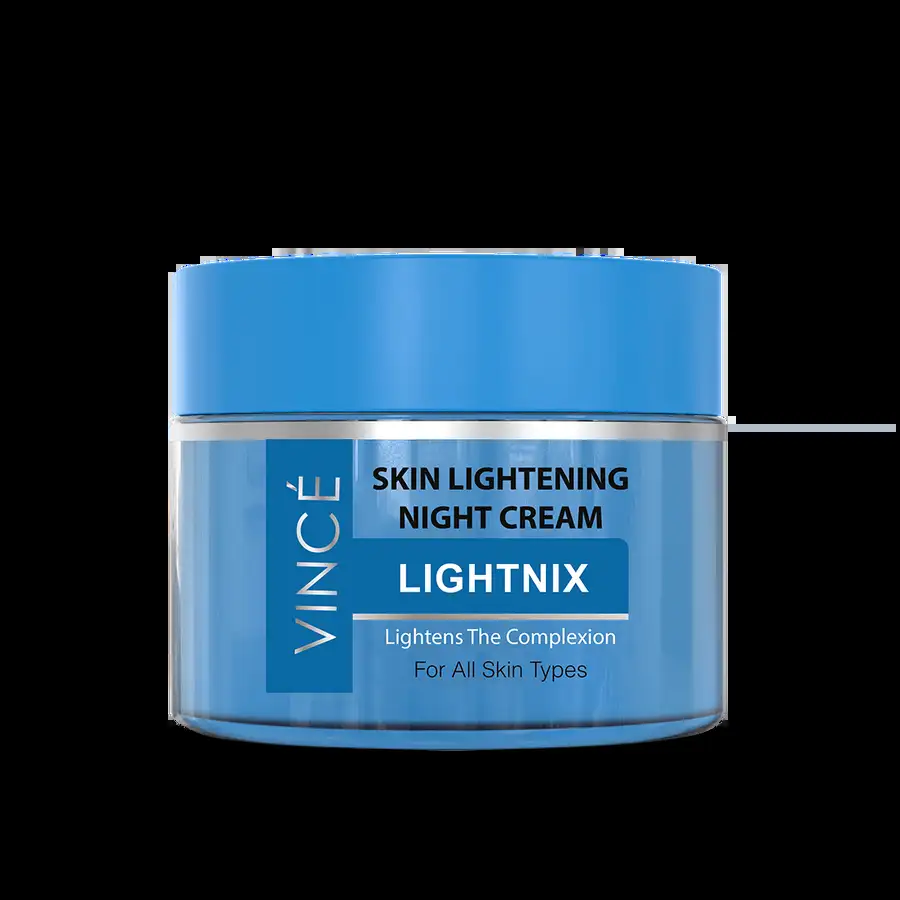 VINCÉ
SKIN LIGHTENING
NIGHT CREAM
LIGHTNIX
Lightens The Complexion
For All Skin Types